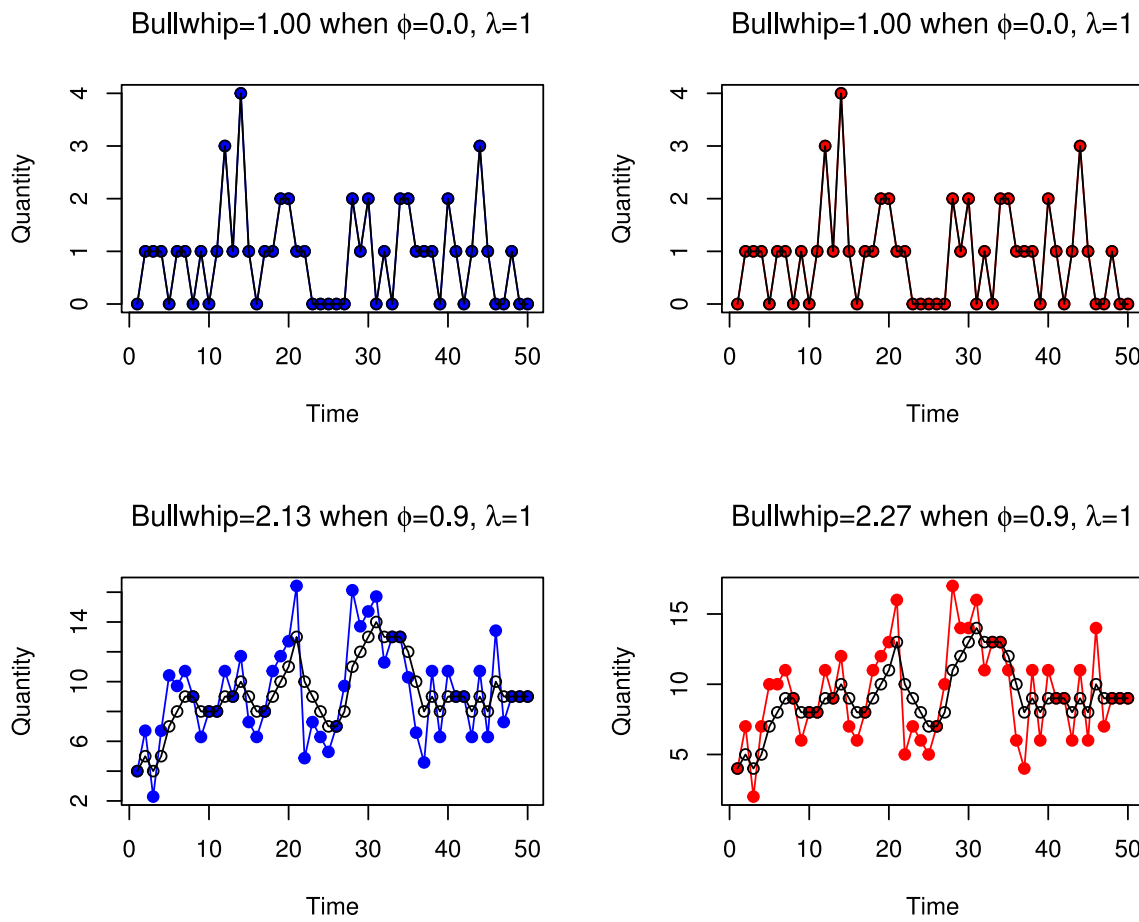 Bullwhip=1.00 when ϕ=0.0, λ=1
Quantity
4
3
2
1
0
0 10 20 30 40 50
Time
Bullwhip=1.00 when ϕ=0.0, λ=1
Quantity
4
3
2
1
0
0 10 20 30 40 50
Time
Bullwhip=2.13 when ϕ=0.9, λ=1
Quantity
14
10
6
2
0 10 20 30 40 50
Time
Bullwhip=2.27 when ϕ=0.9, λ=1
Quantity
15
10
5
0 10 20 30 40 50
Time